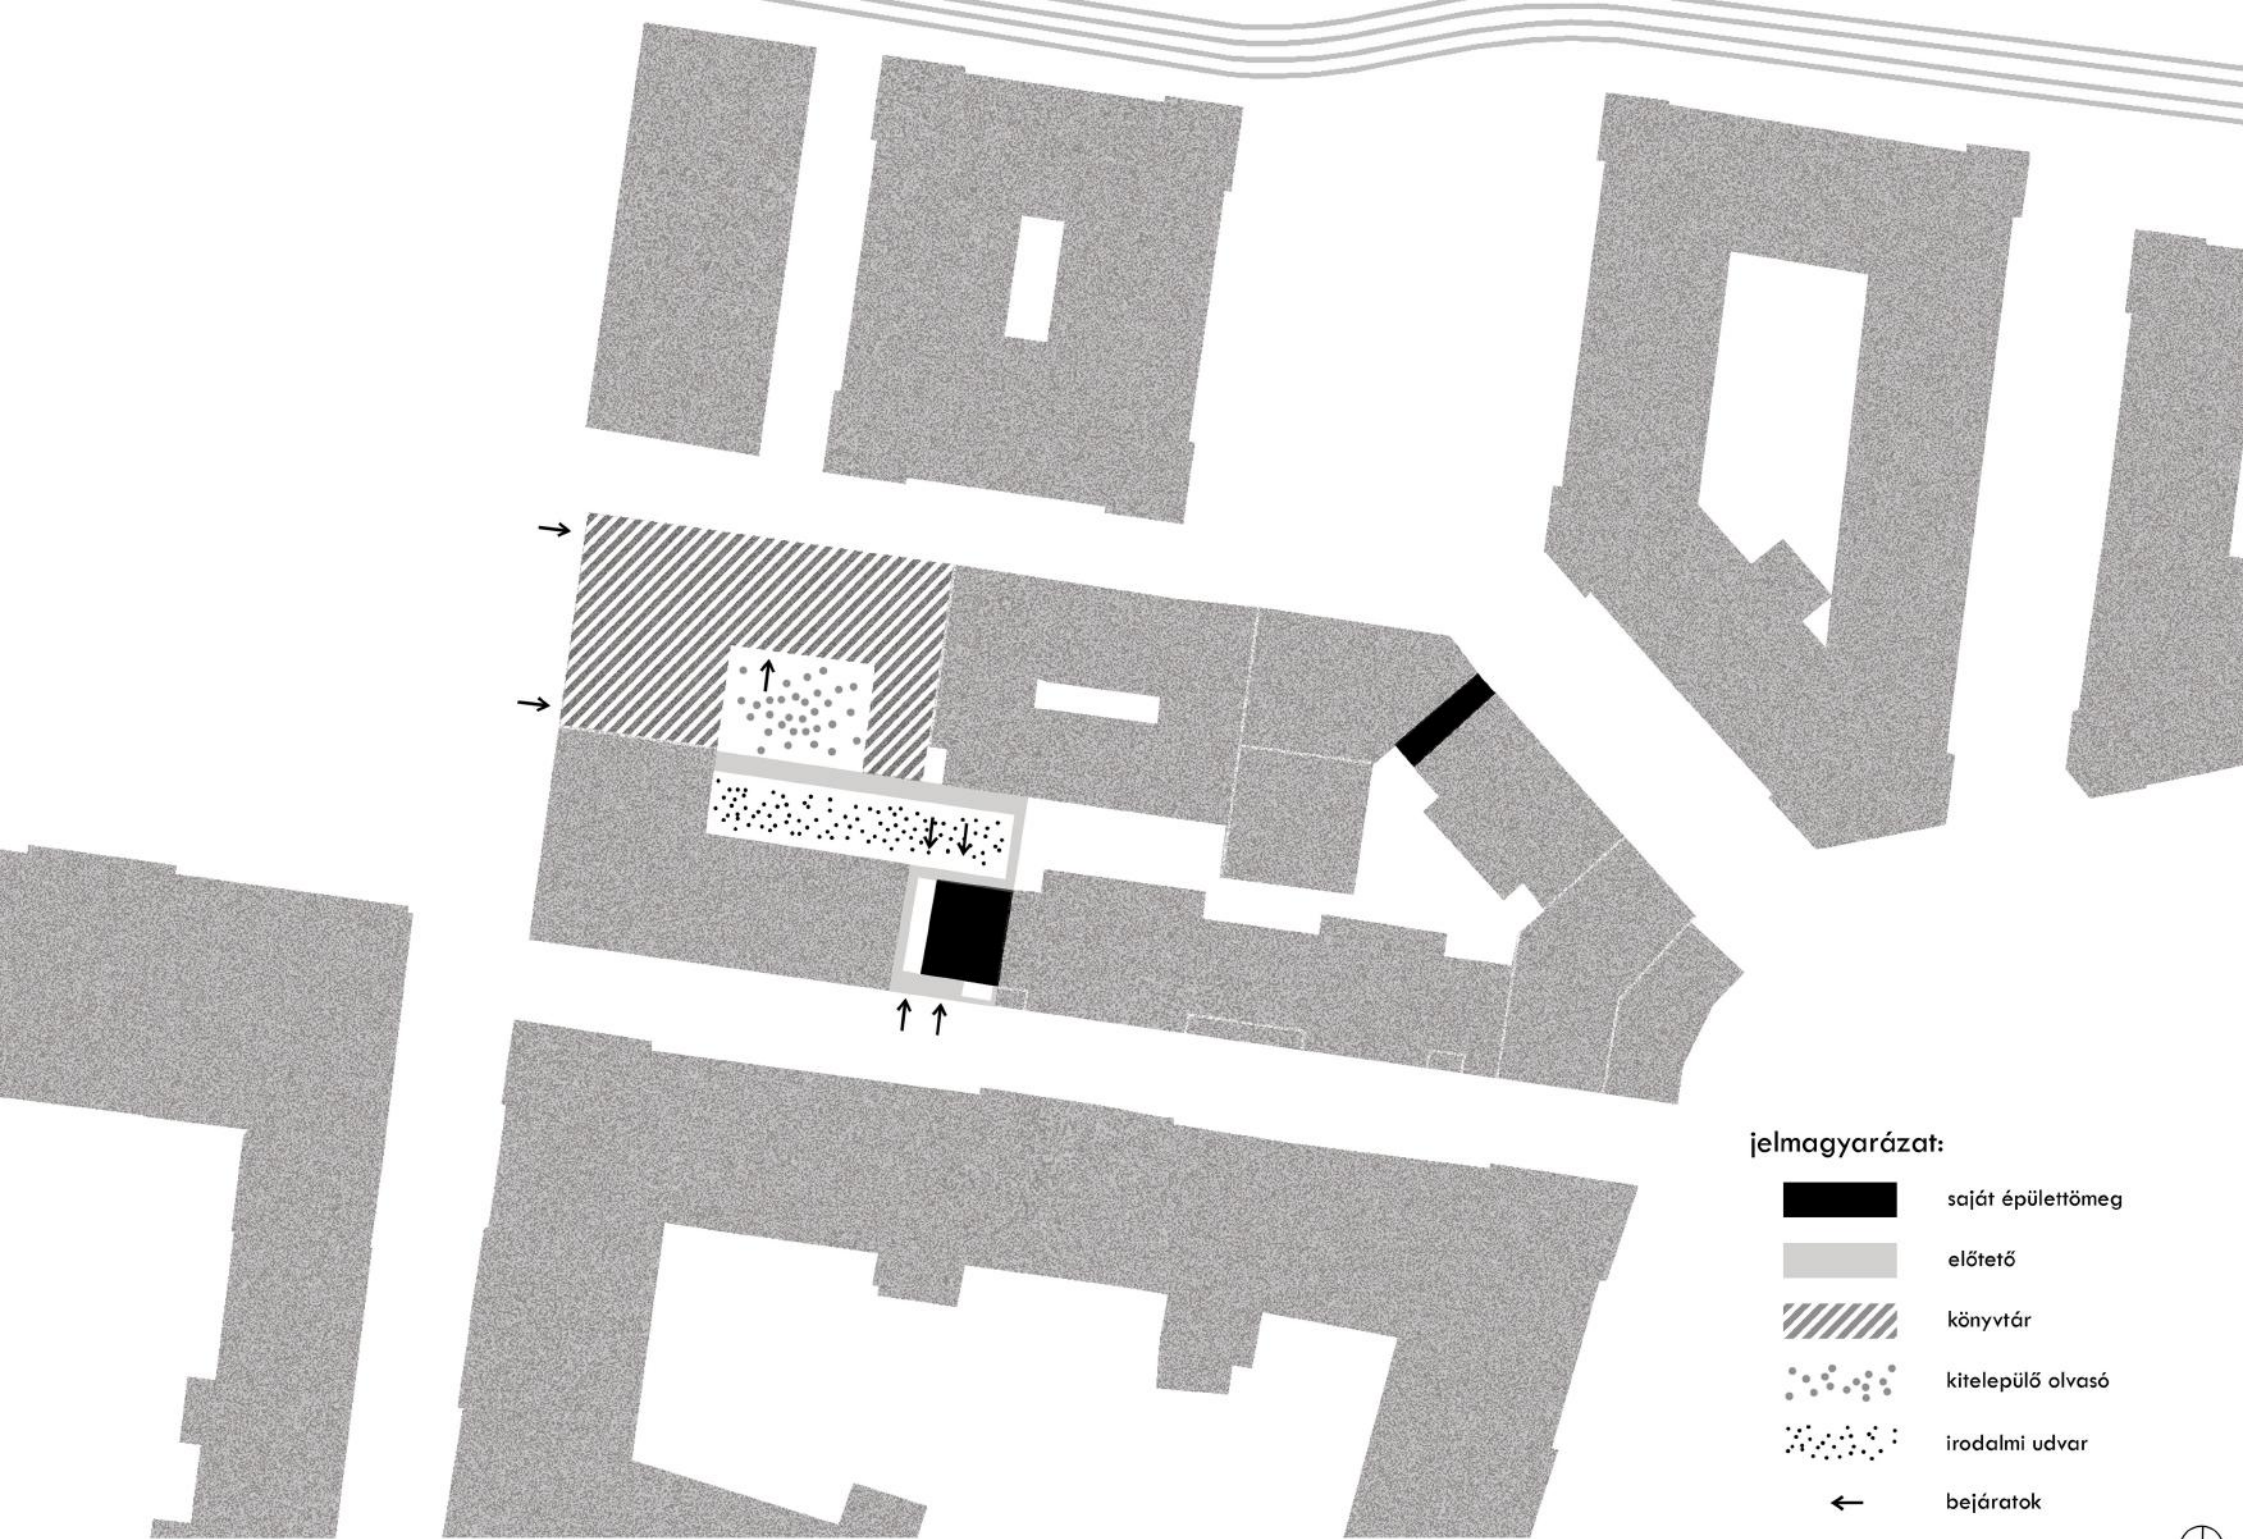 jelmagyarázat:
saját épülettömeg
előtető
könyvtár
kitelepülő olvasó
irodalmi udvar
bejáratok